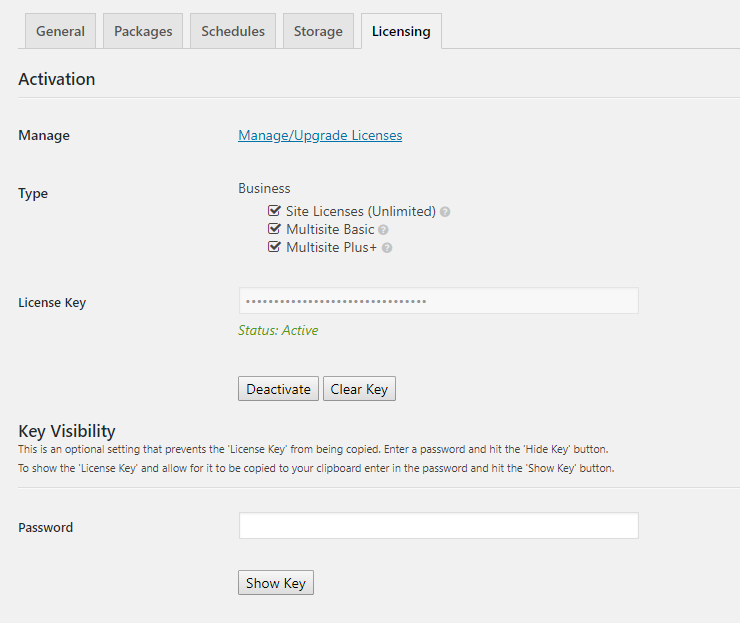 General Packages Schedules Storage Licensing
Activation
Manage Manage/Upgrade Licenses
Type Business
Site Licenses (Unlimited) ?
Multisite Basic ?
Multisite Plus+ ?
License Key ••••••••••••••••••••••••••••••••
Status: Active
Deactivate Clear Key
Key Visibility
This is an optional setting that prevents the 'License Key' from being copied. Enter a password and hit the 'Hide Key' button.
To show the 'License Key' and allow for it to be copied to your clipboard enter in the password and hit the 'Show Key' button.
Password
Show Key